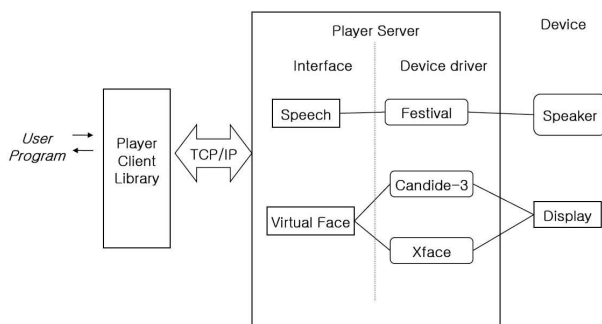 Player Server
Device
Interface
Device driver
Speech
Festival
Speaker
User
Program
Player
Client
Library
TCP/IP
Candide-3
Virtual Face
Display
Xface